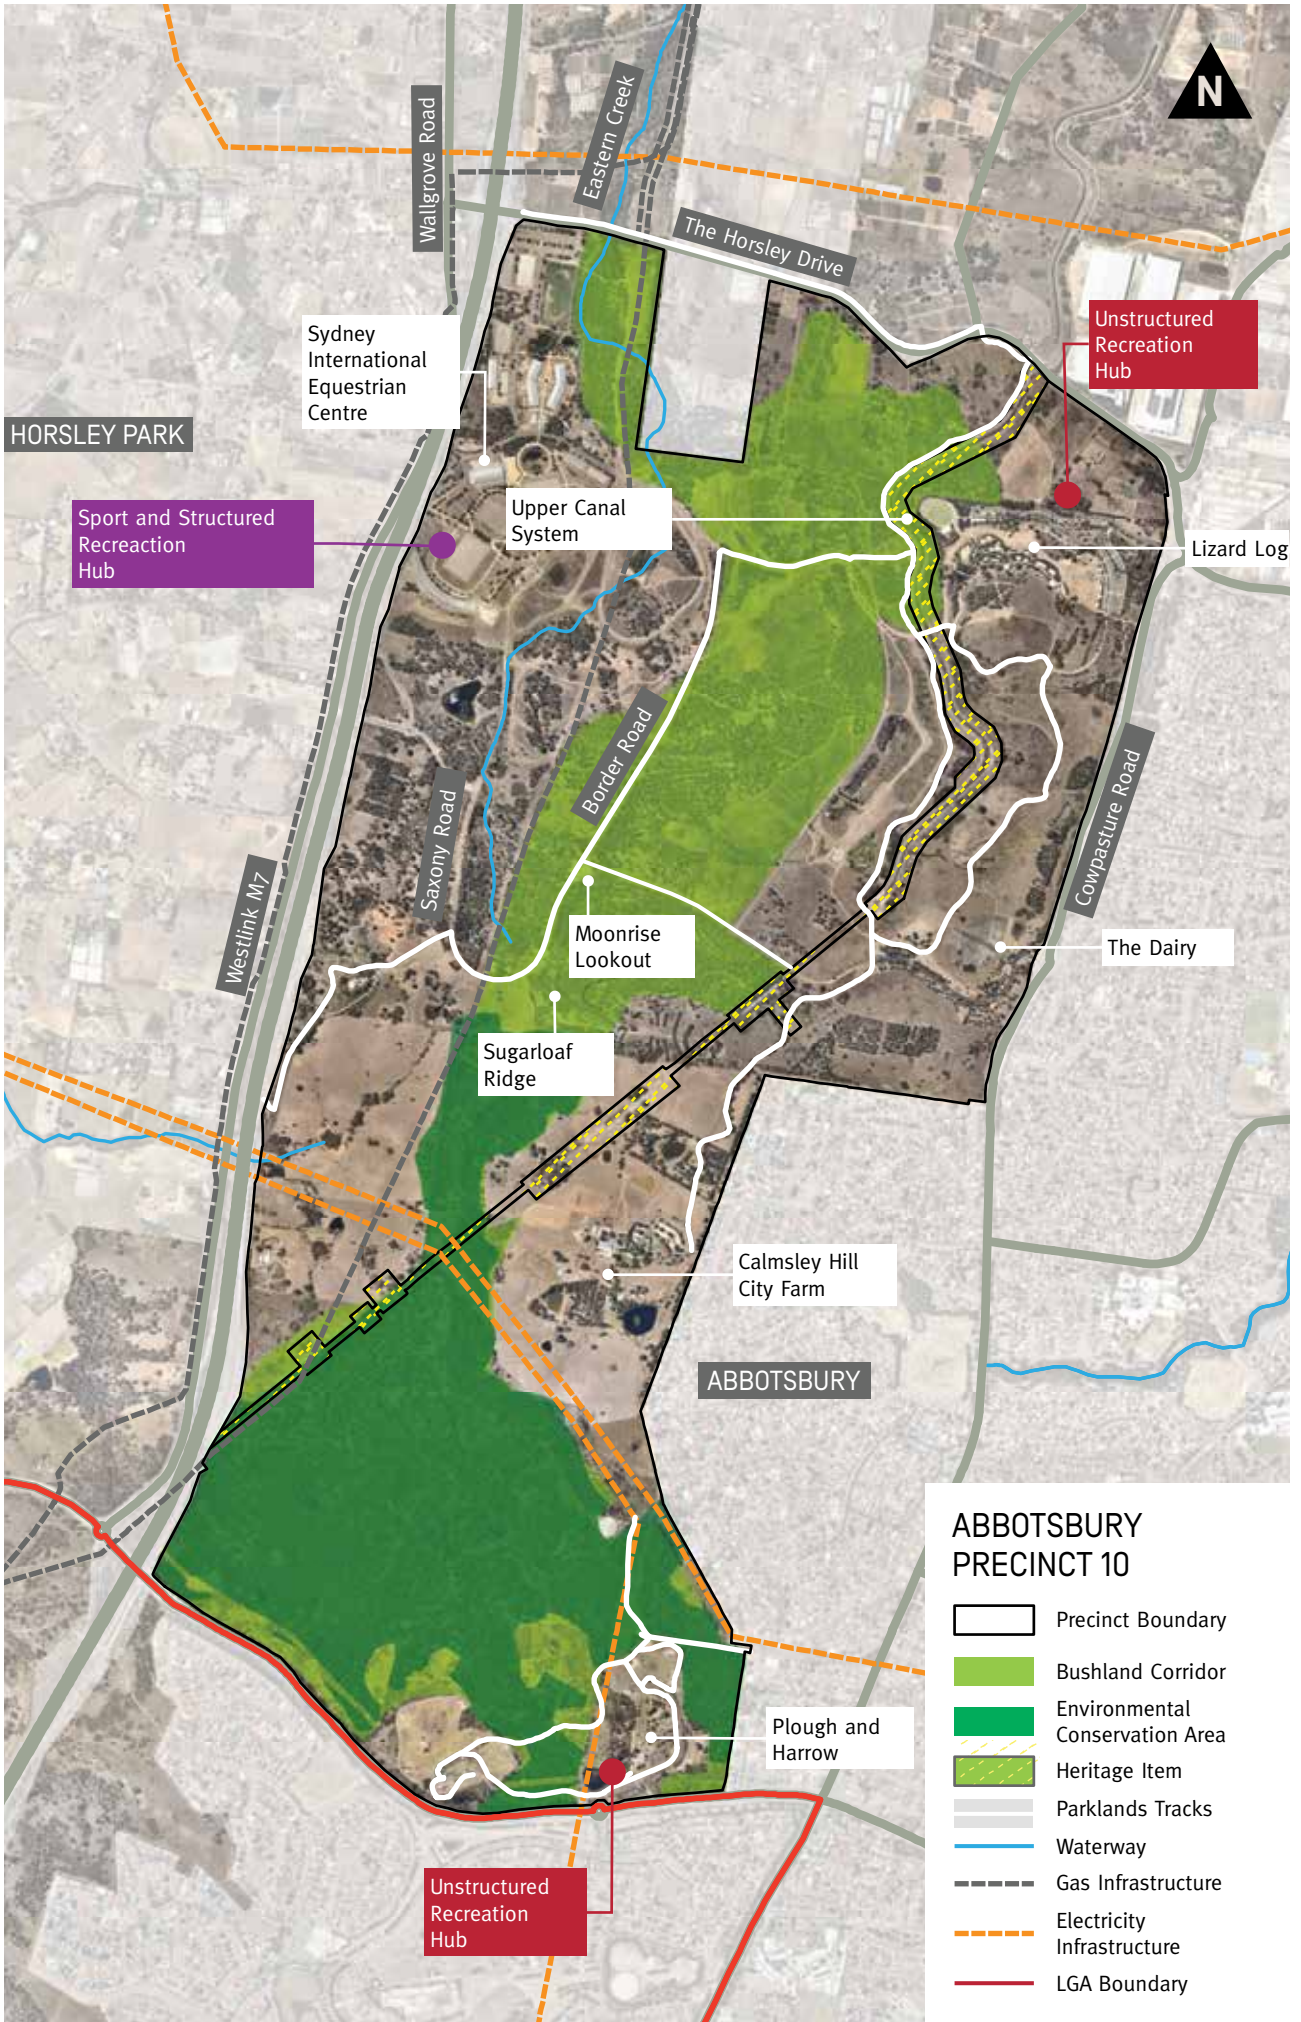 N
Wallgrove Road
Eastern Creek
The Horsley Drive
Sydney
International
Equestrian
Centre
Unstructured
Recreation
Hub
HORSLEY PARK
Sport and Structured
Recreaction
Hub
Upper Canal
System
Lizard Log
Border Road
Saxony Road
Cowpasture Road
Westlink M7
Moonrise
Lookout
The Dairy
Sugarloaf
Ridge
Calmsley Hill
City Farm
ABBOTSBURY
Plough and
Harrow
Unstructured
Recreation
Hub
ABBOTSBURY
PRECINCT 10
Precinct Boundary
Bushland Corridor
Environmental
Conservation Area
Heritage Item
Parklands Tracks
Waterway
Gas Infrastructure
Electricity
Infrastructure
LGA Boundary